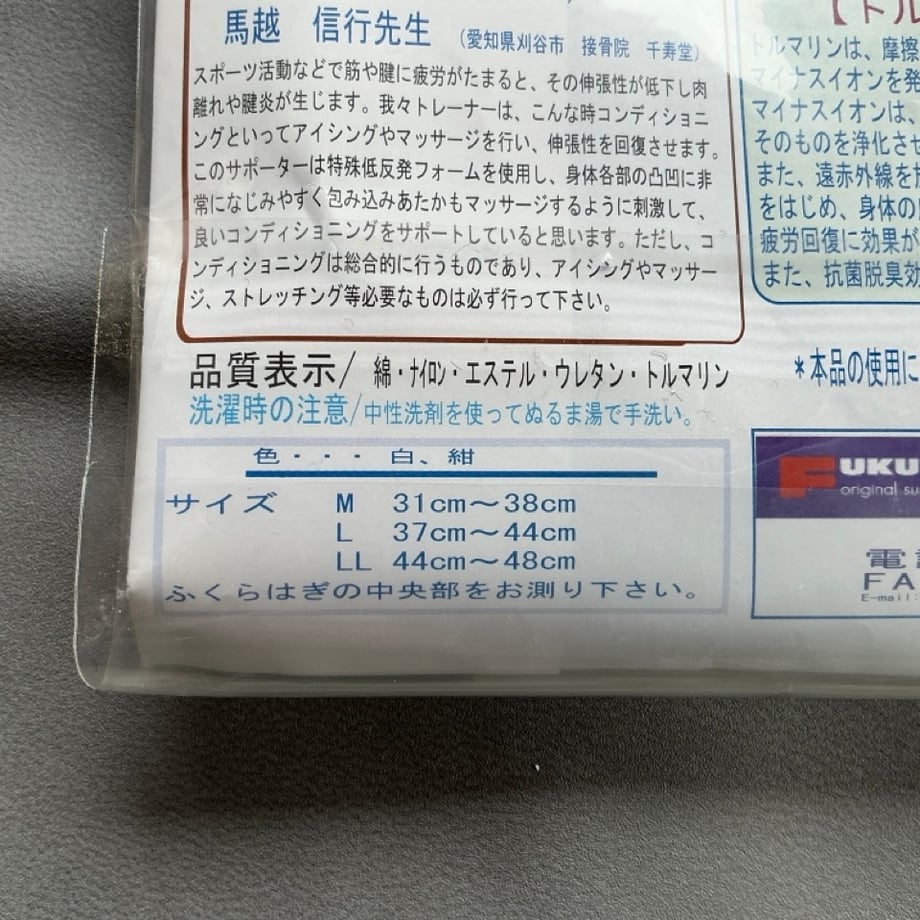 馬越 信行先生 (愛知県刈谷市 接骨院 千寿堂)
スポーツ活動などで筋や腱に疲労がたまると、その伸張性が低下し肉
離れや腱炎が生じます。我々トレーナーは、こんな時コンディショニ
ングといってアイシングやマッサージを行い、伸張性を回復させます。
このサポーターは特殊低反発フォームを使用し、身体各部の凸凹に非
常になじみやすく包み込みあたかもマッサージするように刺激して、
良いコンディショニングをサポートしていると思います。ただし、コ
ンディショニングは総合的に行うものであり、アイシングやマッサー
ジ、ストレッチング等必要なものは必ず行って下さい。
【トル
トルマリンは、摩擦
マイナスイオンを発
マイナスイオンは、
そのものを浄化させ
また、遠赤外線を放
をはじめ、身体の
疲労回復に効果が
また、抗菌脱臭効
品質表示/ 綿・ナイロン・エステル・ウレタン・トルマリン
洗濯時の注意/中性洗剤を使ってぬるま湯で手洗い。
*本品の使用に
色・・・ 白、紺
サイズ M 31cm～38cm
L 37cm～44cm
LL 44cm～48cm
ふくらはぎの中央部をお測り下さい。
FUKU
original su
電話
FA
E-mail: